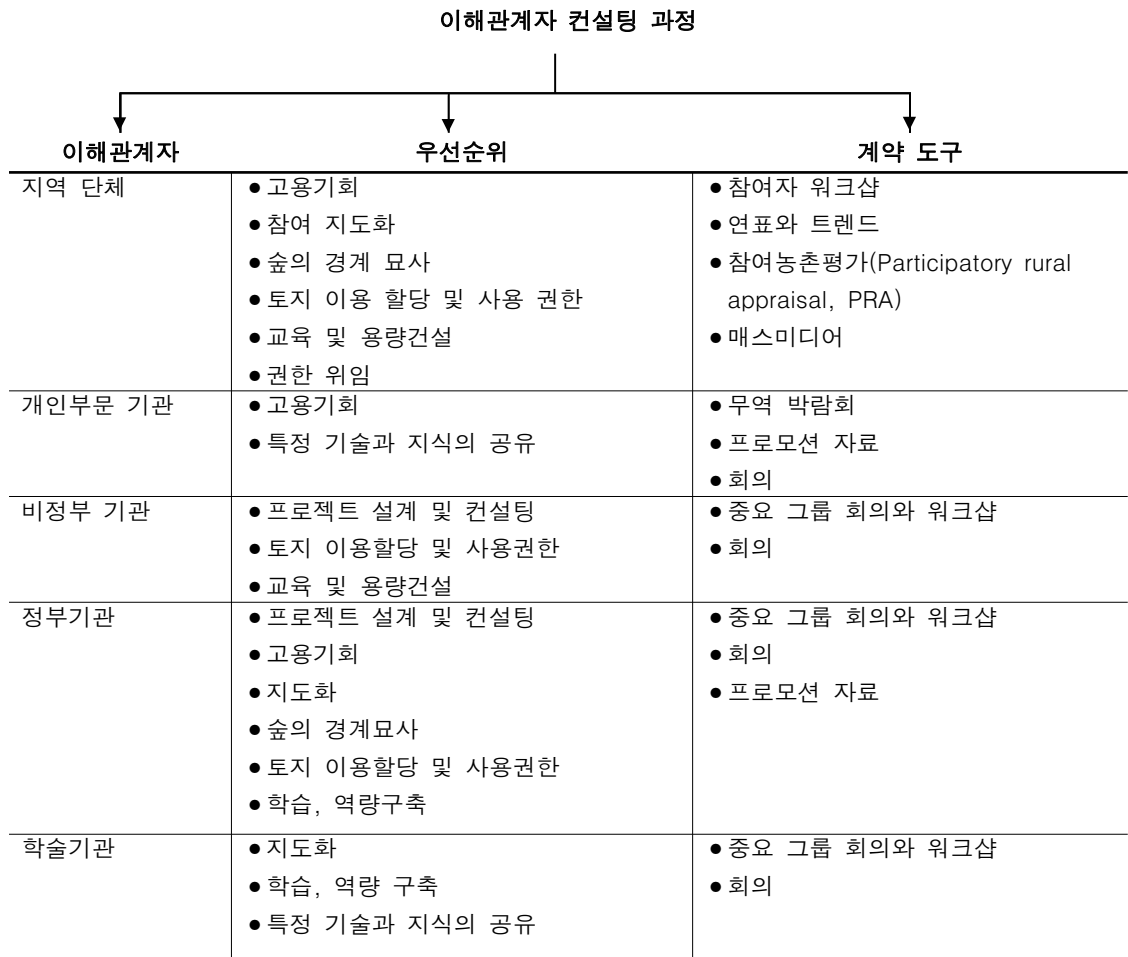 이해관계자 컨설팅 과정
이해관계자 우선순위 계약 도구
지역 단체
●고용기회
●참여 지도화
●숲의 경계 묘사
●토지 이용 할당 및 사용 권한
●교육 및 용량건설
●권한 위임
●참여자 워크샵
●연표와 트렌드
●참여농촌평가(Participatory rural
appraisal, PRA)
●매스미디어
개인부문 기관
●고용기회
●특정 기술과 지식의 공유
●무역 박람회
●프로모션 자료
●회의
비정부 기관
●프로젝트 설계 및 컨설팅
●토지 이용할당 및 사용권한
●교육 및 용량건설
●중요 그룹 회의와 워크샵
●회의
정부기관
●프로젝트 설계 및 컨설팅
●고용기회
●지도화
●숲의 경계묘사
●토지 이용할당 및 사용권한
●학습, 역량구축
●중요 그룹 회의와 워크샵
●회의
●프로모션 자료
학술기관
●지도화
●학습, 역량 구축
●특정 기술과 지식의 공유
●중요 그룹 회의와 워크샵
●회의